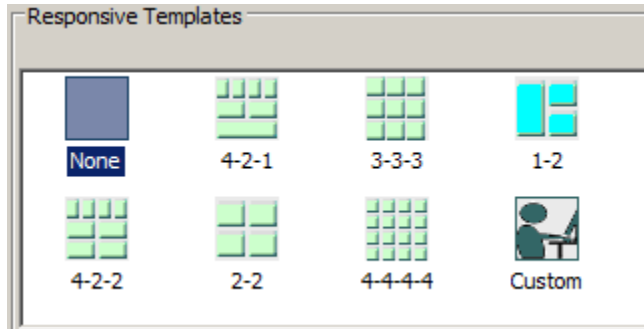 Responsive Templates
None
4-2-1
3-3-3
1-2
4-2-2
2-2
4-4-4-4
Custom